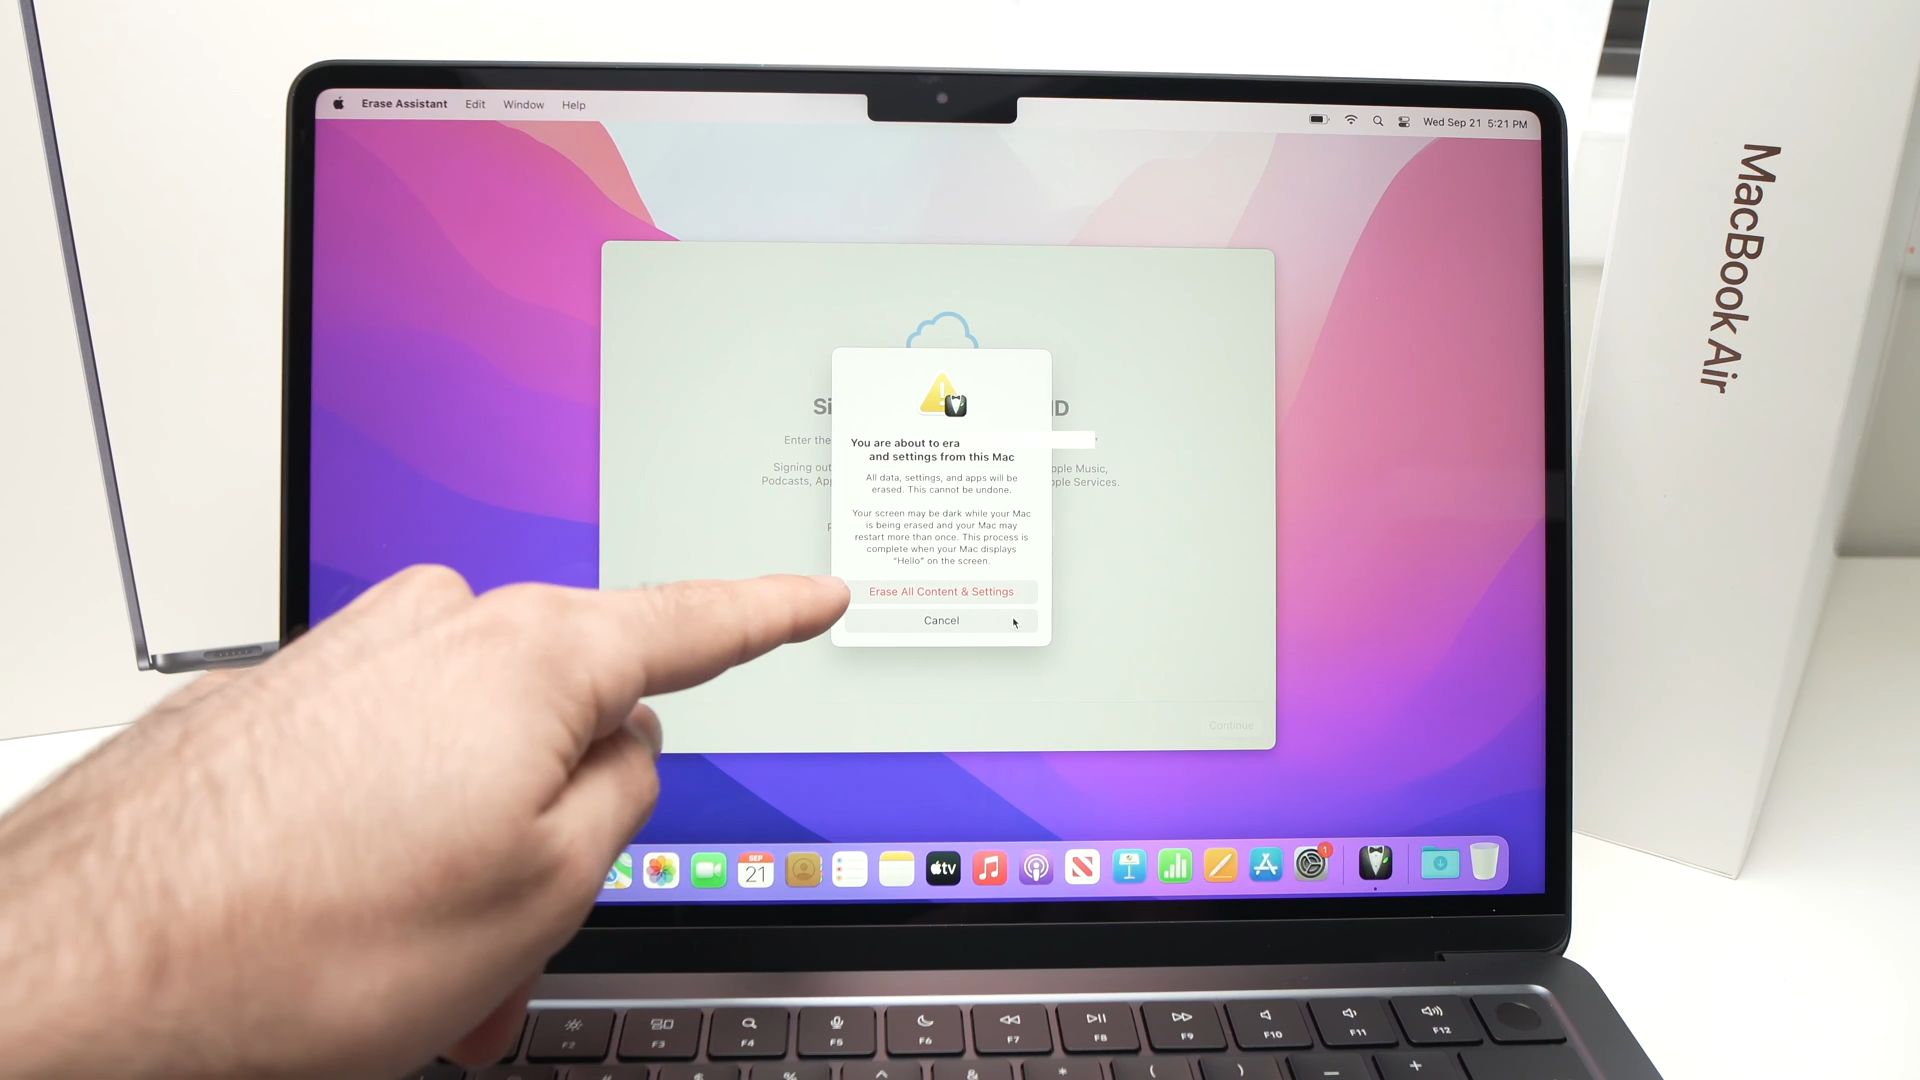 Erase Assistant Edit Window Help
Wed Sep 21 5:21 PM
MacBook Air
Si
ID
Enter the
Signing out
pple Music,
Podcasts, Ap
pple Services.
You are about to era
and settings from this Mac
All data, settings, and apps will be
erased. This cannot be undone.
Your screen may be dark while your Mac
is being erased and your Mac may
restart more than once. This process is
complete when your Mac displays
“Hello” on the screen.
Erase All Content & Settings
Cancel
Continue
SEP
21
tv
1
F2
F3
F4
F5
F6
F7
F8
F9
F10
F11
F12
% ^ & * ( ) — +